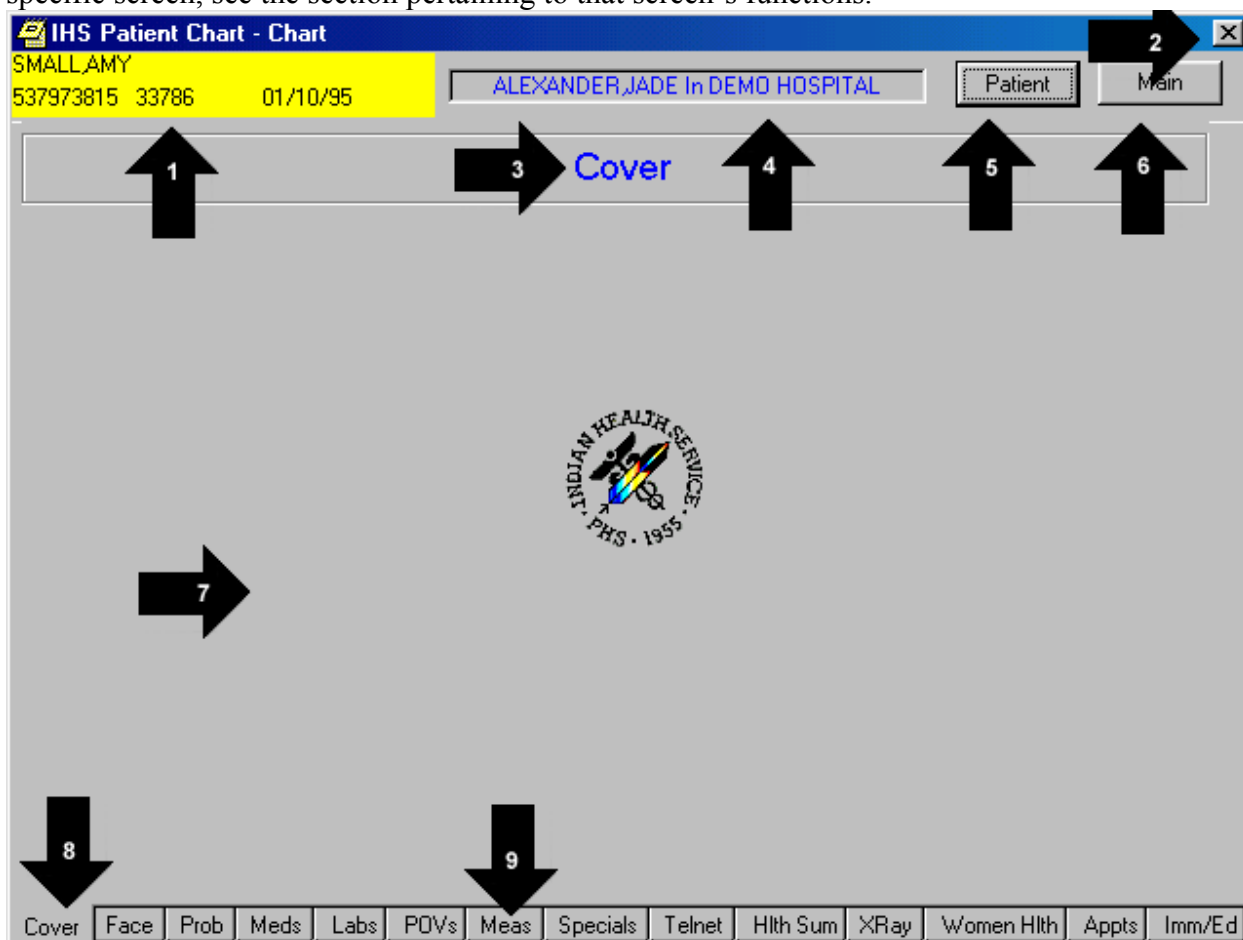 specific screen, see the section pertaining to that screen's functions.
IHS Patient Chart - Chart
2
SMALL,AMY
537973815 33786 01/10/95
ALEXANDER,JADE In DEMO HOSPITAL
Patient
Main
1
3
Cover
4
5
6
INDIAN HEALTH SERVICE
PHS · 1955
7
8
9
Cover Face Prob Meds Labs POVs Meas Specials Telnet Hlth Sum XRay Women Hlth Appts Imm/Ed